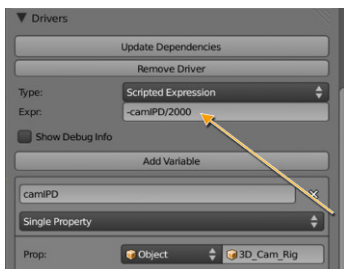 Drivers
Update Dependencies
Remove Driver
Type: Scripted Expression
Expr: -camIPD/2000
Show Debug Info
Add Variable
camIPD
Single Property
Prop: Object 3D_Cam_Rig